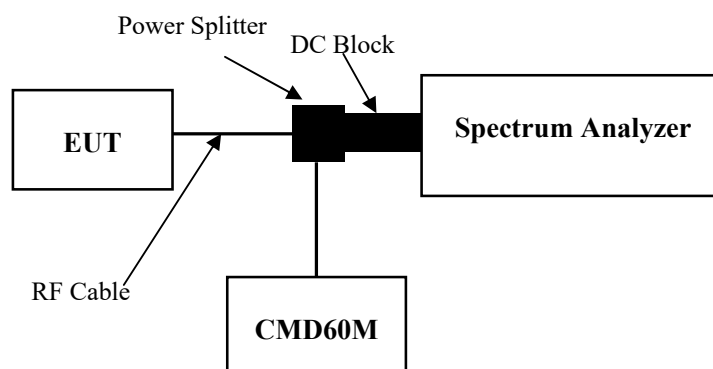 Power Splitter
DC Block
EUT
Spectrum Analyzer
RF Cable
CMD60M